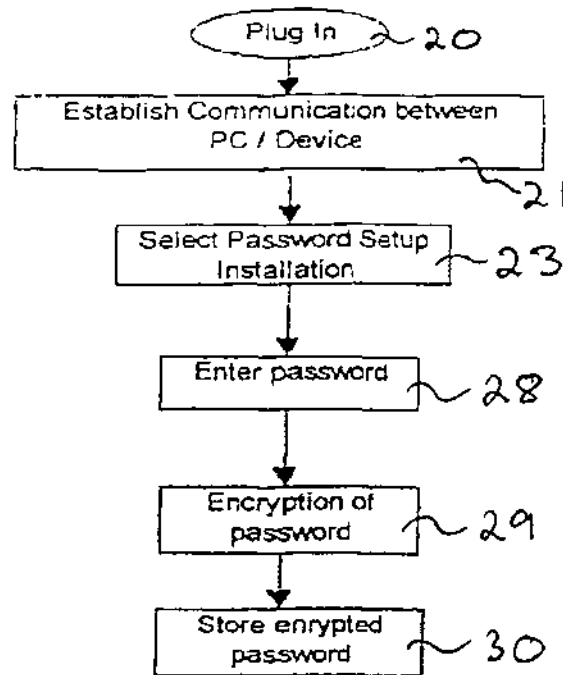 Plug In
20
Establish Communication between
PC / Device
21
Select Password Setup
Installation
23
Enter password
28
Encryption of
password
29
Store enrypted
password
30